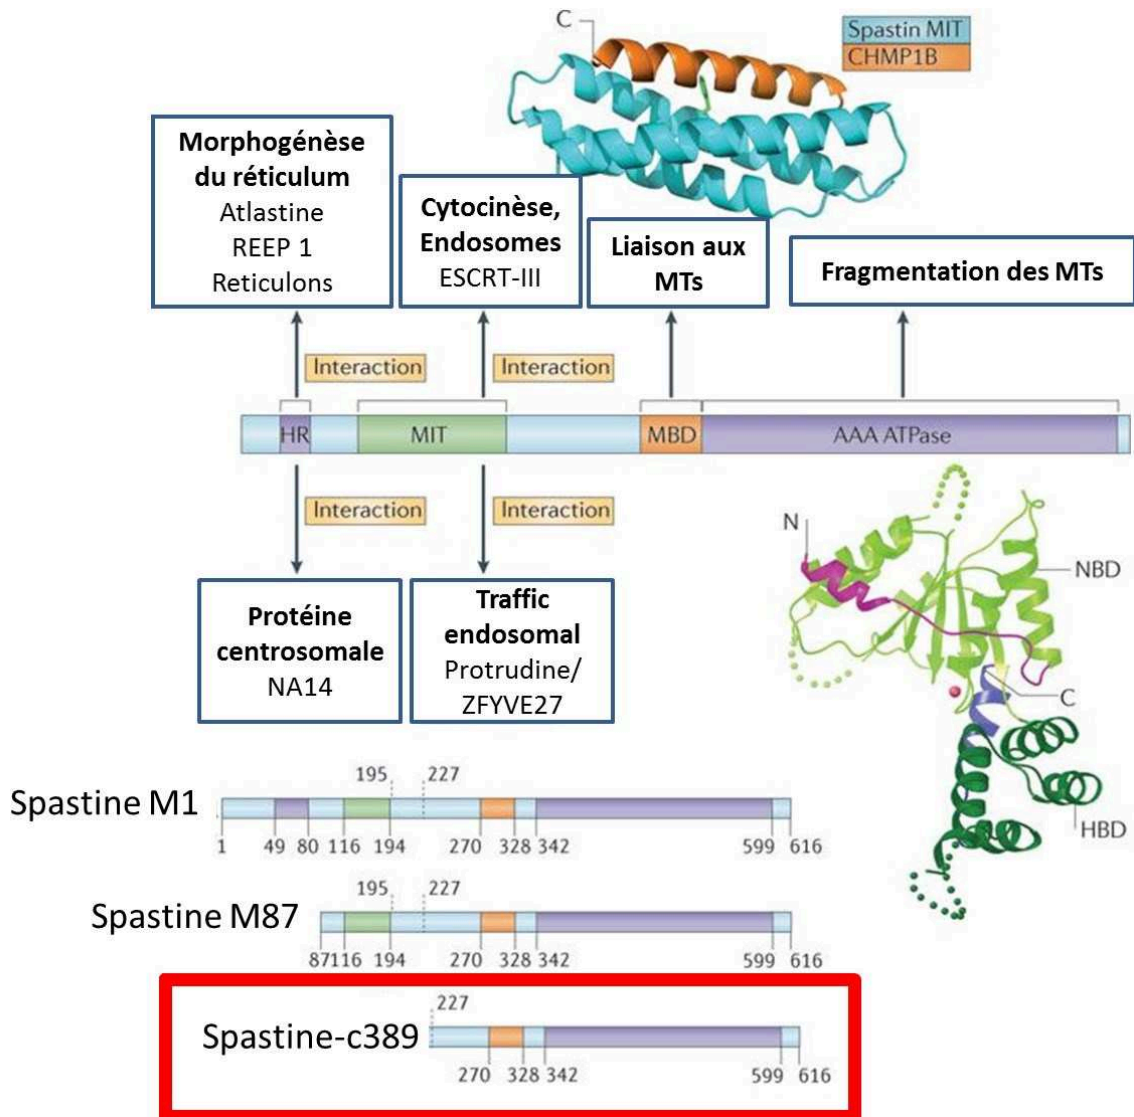 C
Spastin MIT
CHMP1B
Morphogénèse
du réticulum
Atlastine
REEP 1
Reticulons
Cytocinèse,
Endosomes
ESCRT-III
Liaison aux
MTs
Fragmentation des MTs
Interaction
Interaction
HR
MIT
MBD
AAA ATPase
Interaction
Interaction
Protéine
centrosomale
NA14
Traffic
endosomal
Protrudine/
ZFYVE27
N
NBD
C
HBD
195 227
Spastine M1
1 49 80 116 194 270 328 342 599 616
195 227
Spastine M87
87 116 194 270 328 342 599 616
227
Spastine-c389
270 328 342 599 616